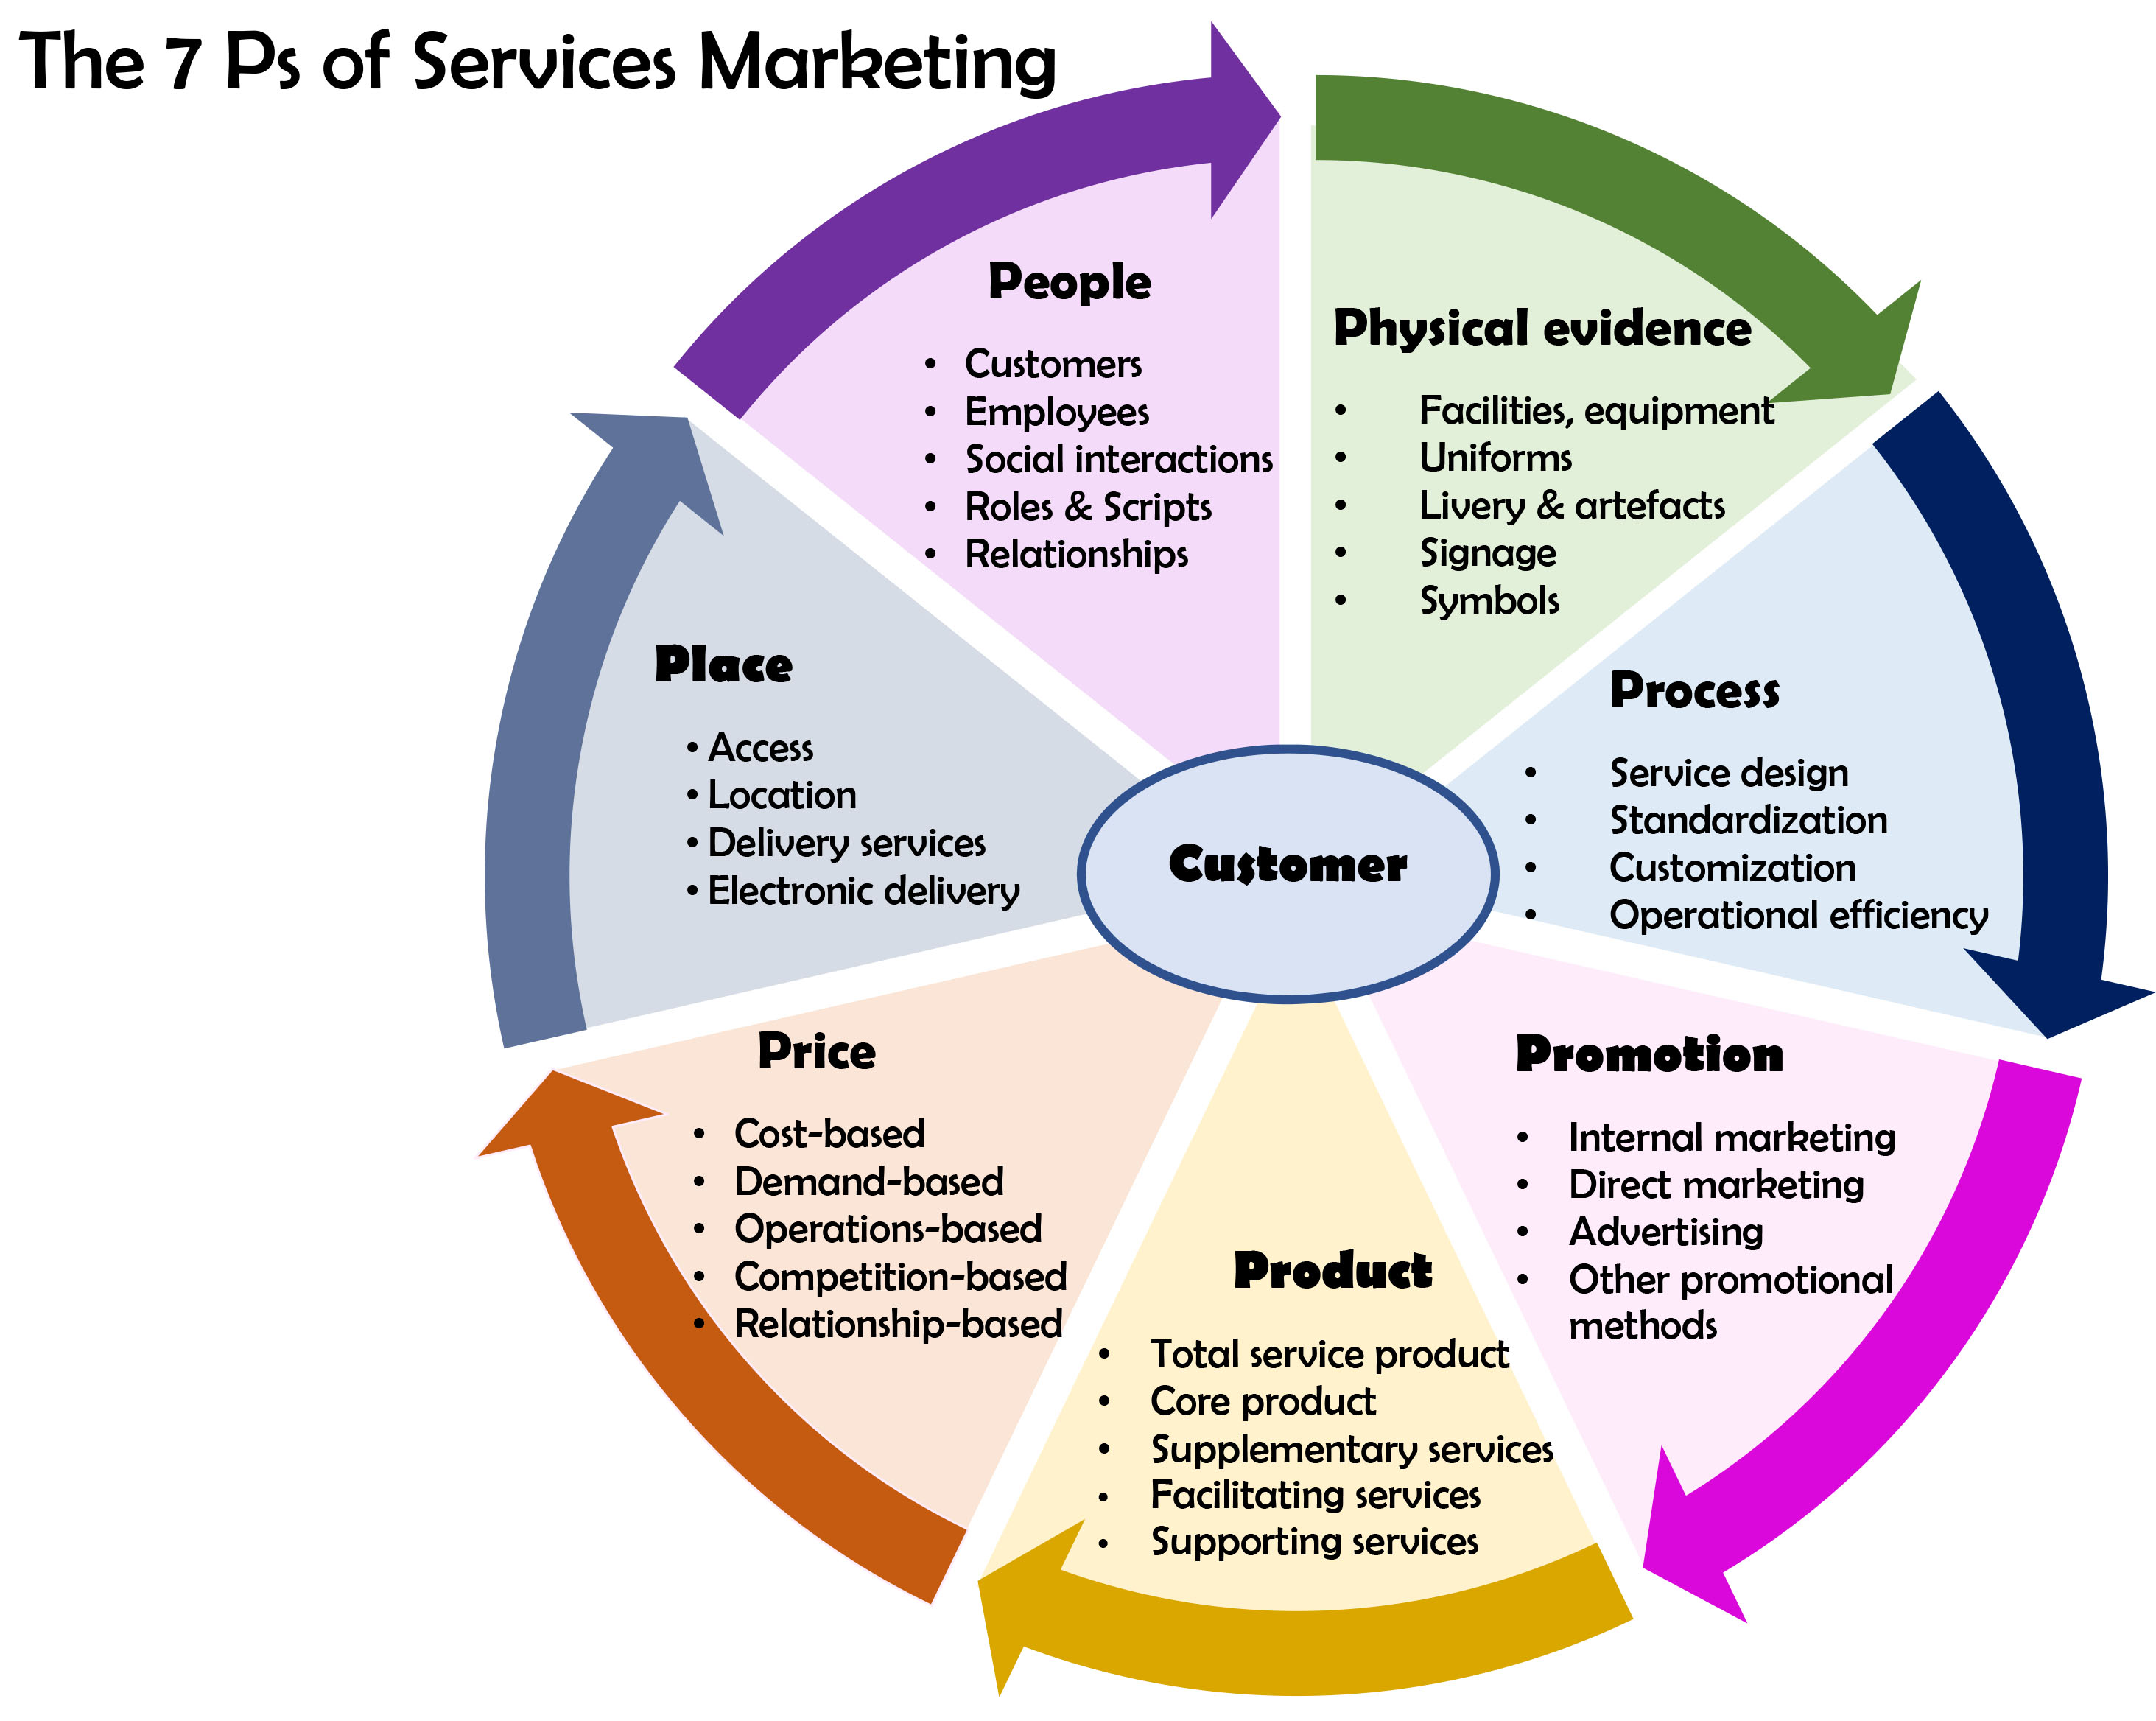 The 7 Ps of Services Marketing
People
• Customers
• Employees
• Social interactions
• Roles & Scripts
• Relationships
Physical evidence
• Facilities, equipment
• Uniforms
• Livery & artefacts
• Signage
• Symbols
Process
• Service design
• Standardization
• Customization
• Operational efficiency
Promotion
• Internal marketing
• Direct marketing
• Advertising
• Other promotional
methods
Product
• Total service product
• Core product
• Supplementary services
• Facilitating services
• Supporting services
Price
• Cost-based
• Demand-based
• Operations-based
• Competition-based
• Relationship-based
Place
• Access
• Location
• Delivery services
• Electronic delivery
Customer